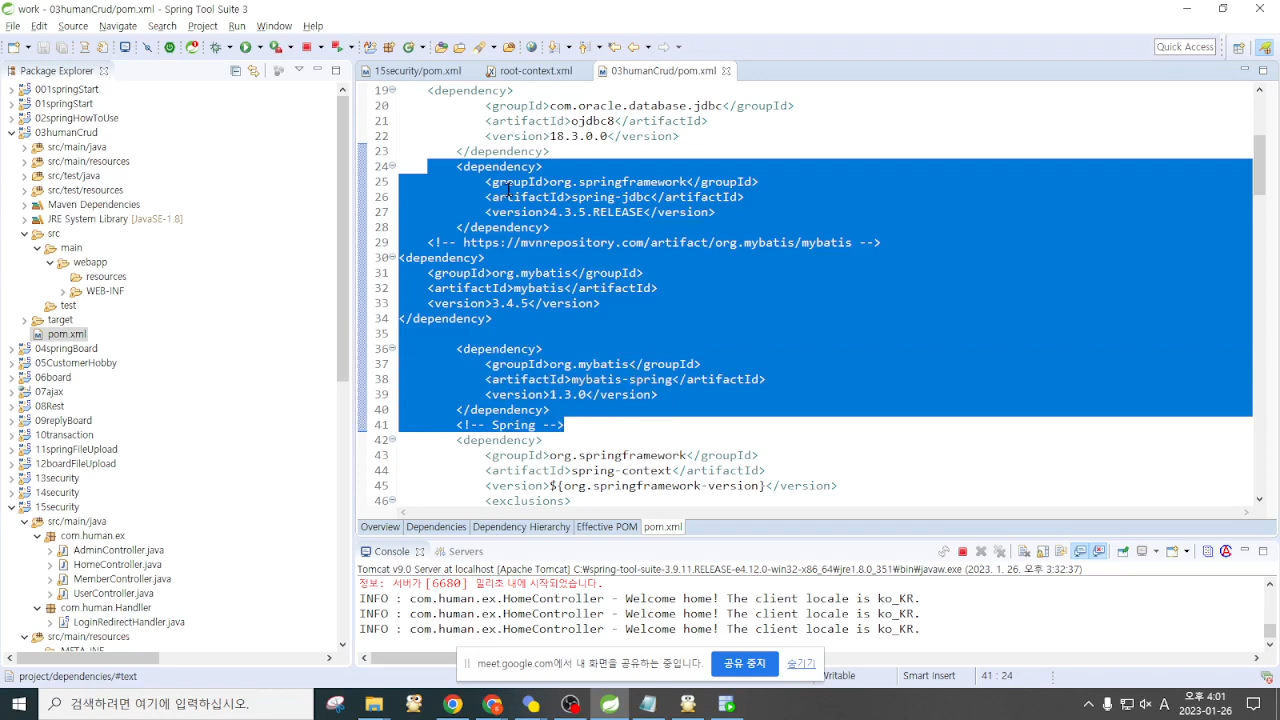 work - 03humanCrud/pom.xml - Spring Tool Suite 3
File Edit Source Navigate Search Project Run Window Help
Quick Access
Package Explorer
001springStart
01springStart
02springHowToUse
03humanCrud
src/main/java
src/main/resources
src/test/java
src/test/resources
Maven Dependencies
JRE System Library [JavaSE-1.8]
src
main
webapp
resources
WEB-INF
test
target
pom.xml
04springBoard
05CustomerHobby
06board
07ajax
08Rest
09replyBoard
10transaction
11springFileUpload
12boardFileUpload
13security
14security
15security
src/main/java
com.human.ex
AdminController.java
HomeController.java
MemberController.java
UserController.java
com.human.Handler
LoginRedirectHandler.java
src/main/resources
META-INF
15security/pom.xml root-context.xml 03humanCrud/pom.xml
19 <dependency>
20 <groupId>com.oracle.database.jdbc</groupId>
21 <artifactId>ojdbc8</artifactId>
22 <version>18.3.0.0</version>
23 </dependency>
24 <dependency>
25 <groupId>org.springframework</groupId>
26 <artifactId>spring-jdbc</artifactId>
27 <version>4.3.5.RELEASE</version>
28 </dependency>
29 <!-- https://mvnrepository.com/artifact/org.mybatis/mybatis -->
30 <dependency>
31 <groupId>org.mybatis</groupId>
32 <artifactId>mybatis</artifactId>
33 <version>3.4.5</version>
34 </dependency>
35
36 <dependency>
37 <groupId>org.mybatis</groupId>
38 <artifactId>mybatis-spring</artifactId>
39 <version>1.3.0</version>
40 </dependency>
41 <!-- Spring -->
42 <dependency>
43 <groupId>org.springframework</groupId>
44 <artifactId>spring-context</artifactId>
45 <version>${org.springframework-version}</version>
46 <exclusions>
Overview Dependencies Dependency Hierarchy Effective POM pom.xml
Console Servers
Tomcat v9.0 Server at localhost [Apache Tomcat] C:₩spring-tool-suite-3.9.11.RELEASE-e4.12.0-win32-x86_64₩jre1.8.0_351₩bin₩javaw.exe (2023. 1. 26. 오후 3:32:37)
정보: 서버가 [6680] 밀리초 내에 시작되었습니다.
INFO : com.human.ex.HomeController - Welcome home! The client locale is ko_KR.
INFO : com.human.ex.HomeController - Welcome home! The client locale is ko_KR.
INFO : com.human.ex.HomeController - Welcome home! The client locale is ko_KR.
meet.google.com에서 내 화면을 공유하는 중입니다. 공유 중지 숨기기
project/dependencies/#text Writable Smart Insert 41 : 24
검색하려면 여기에 입력하십시오.
A 오후 4:01
2023-01-26